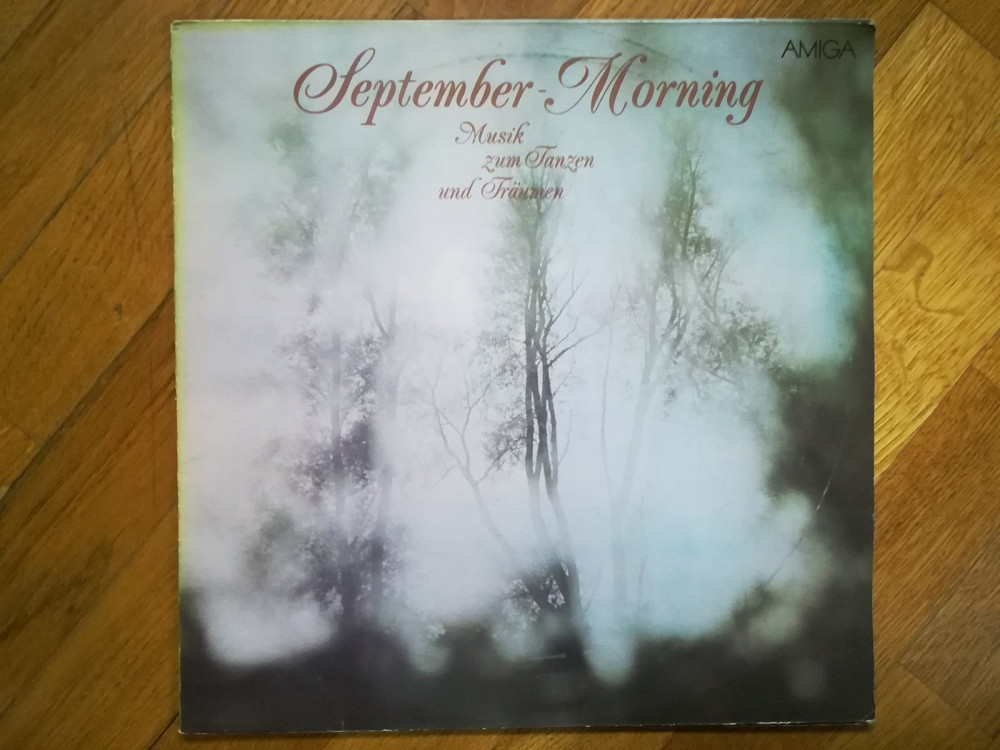 AMIGA
September-Morning
Musik
zum Tanzen
und Träumen